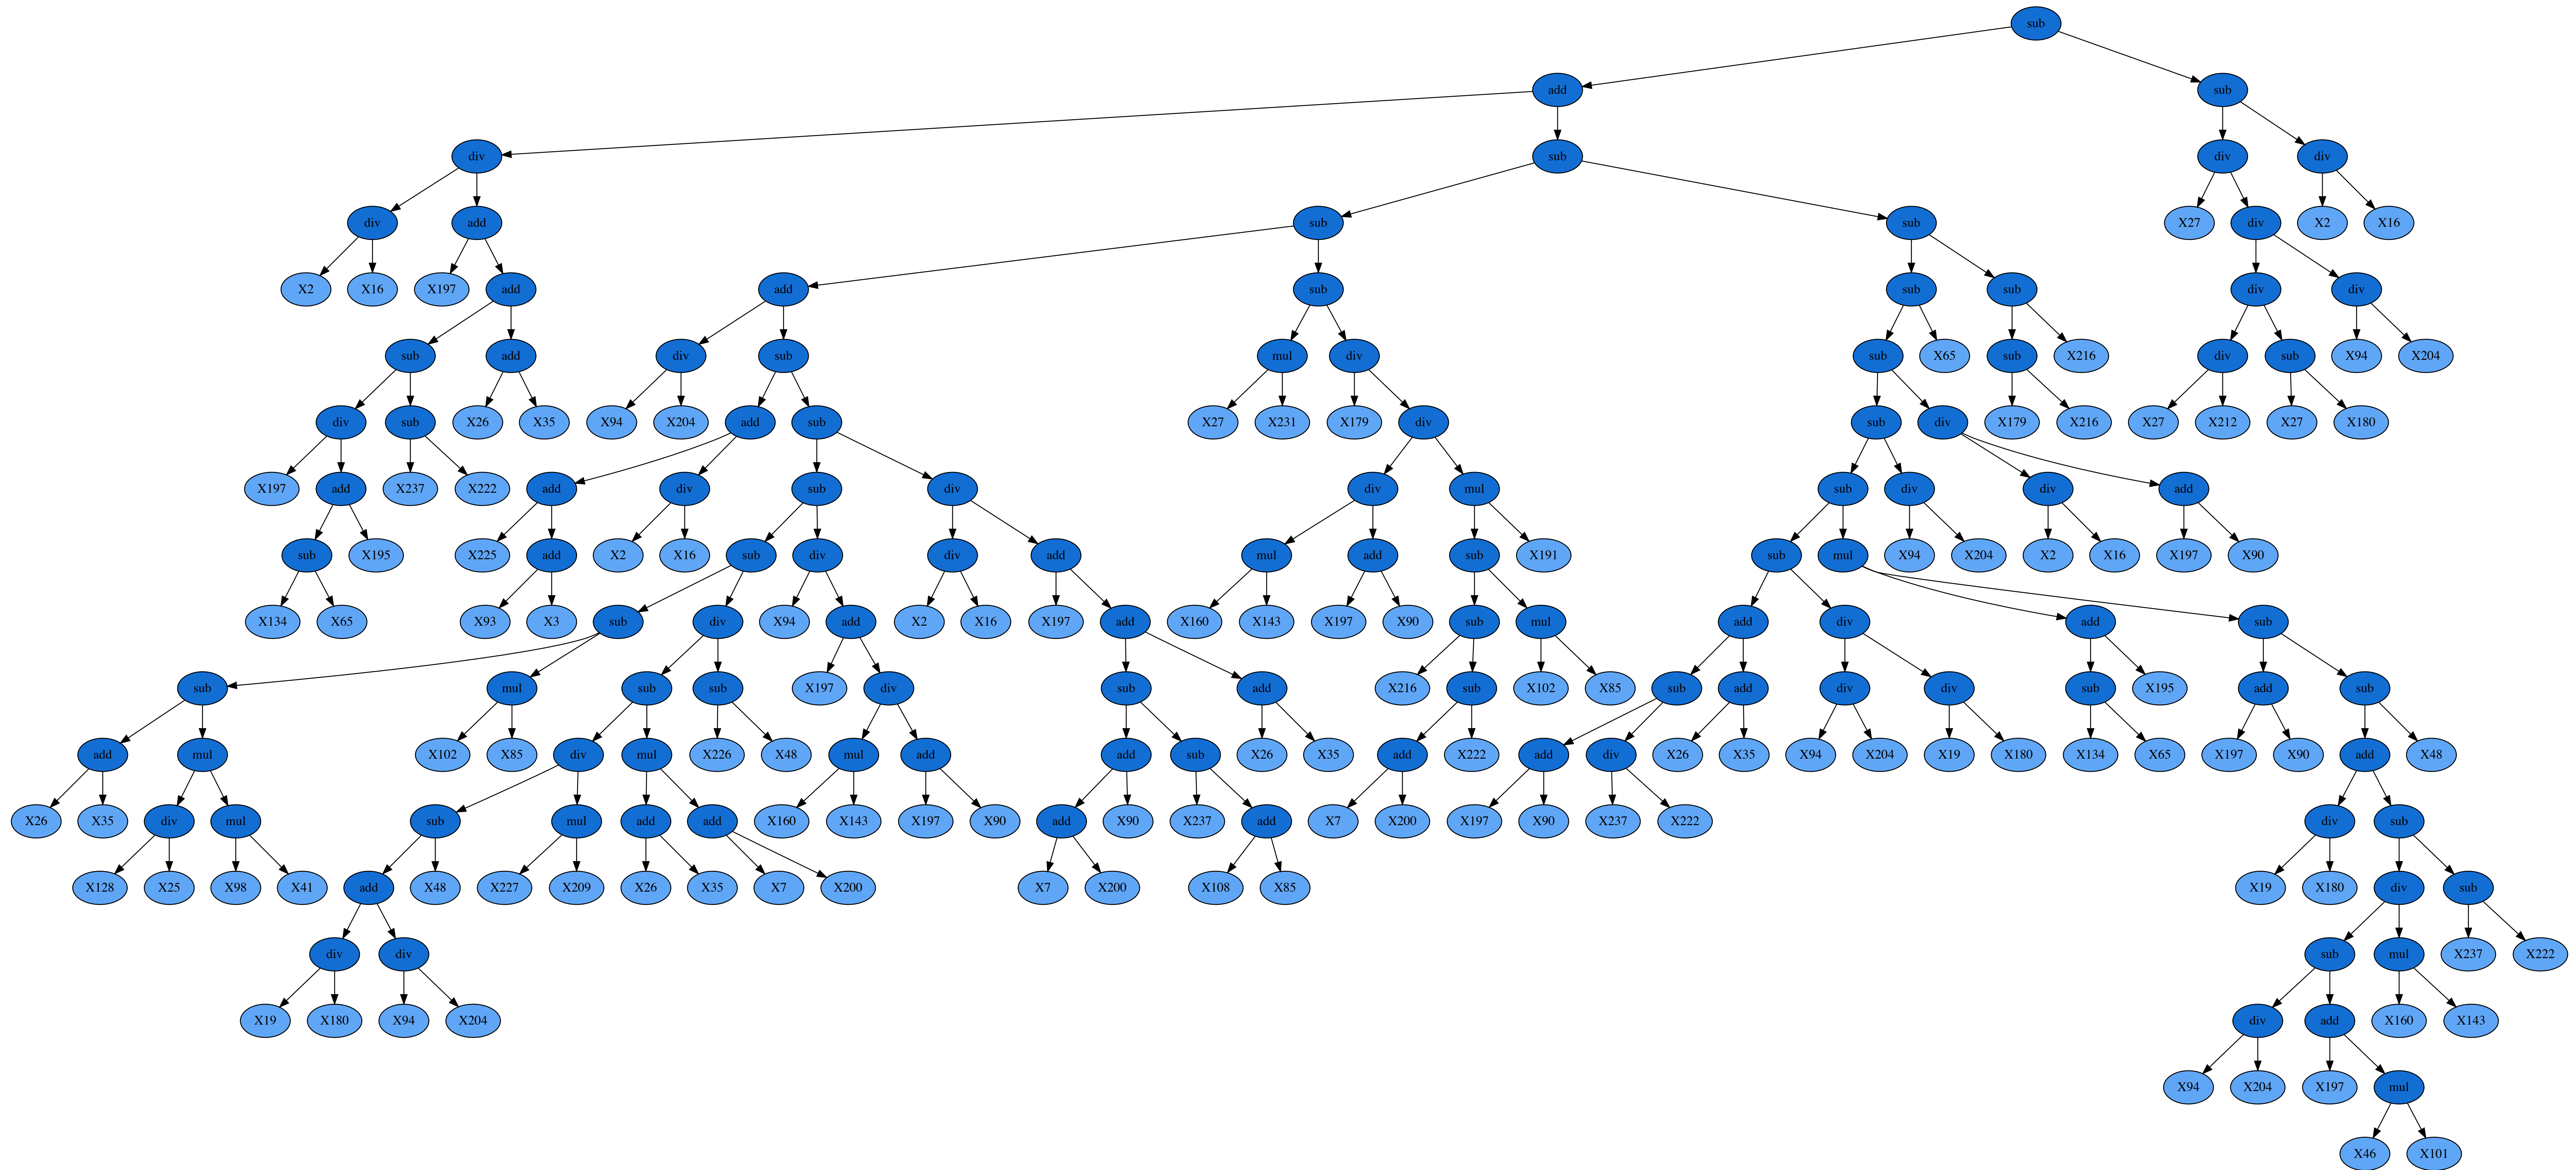 sub
add sub
div sub div div
div add sub sub X27 div X2 X16
X2 X16 X197 add add sub sub sub div div
sub add div sub mul div sub X65 sub X216 div sub X94 X204
div sub X26 X35 X94 X204 add sub X27 X231 X179 div sub div X179 X216 X27 X212 X27 X180
X197 add X237 X222 add div sub div div mul sub div div add
sub X195 X225 add X2 X16 sub div div add mul add sub X191 sub mul X94 X204 X2 X16 X197 X90
X134 X65 X93 X3 sub div X94 add X2 X16 X197 add X160 X143 X197 X90 sub mul add div add sub
sub mul sub sub X197 div sub add X216 sub X102 X85 sub add div div sub X195 add sub
add mul X102 X85 div mul X226 X48 mul add add sub X26 X35 add X222 add div X26 X35 X94 X204 X19 X180 X134 X65 X197 X90 add X48
X26 X35 div mul sub mul add add X160 X143 X197 X90 add X90 X237 add X7 X200 X197 X90 X237 X222 div sub
X128 X25 X98 X41 add X48 X227 X209 X26 X35 X7 X200 X7 X200 X108 X85 X19 X180 div sub
div div sub mul X237 X222
X19 X180 X94 X204 div add X160 X143
X94 X204 X197 mul
X46 X101